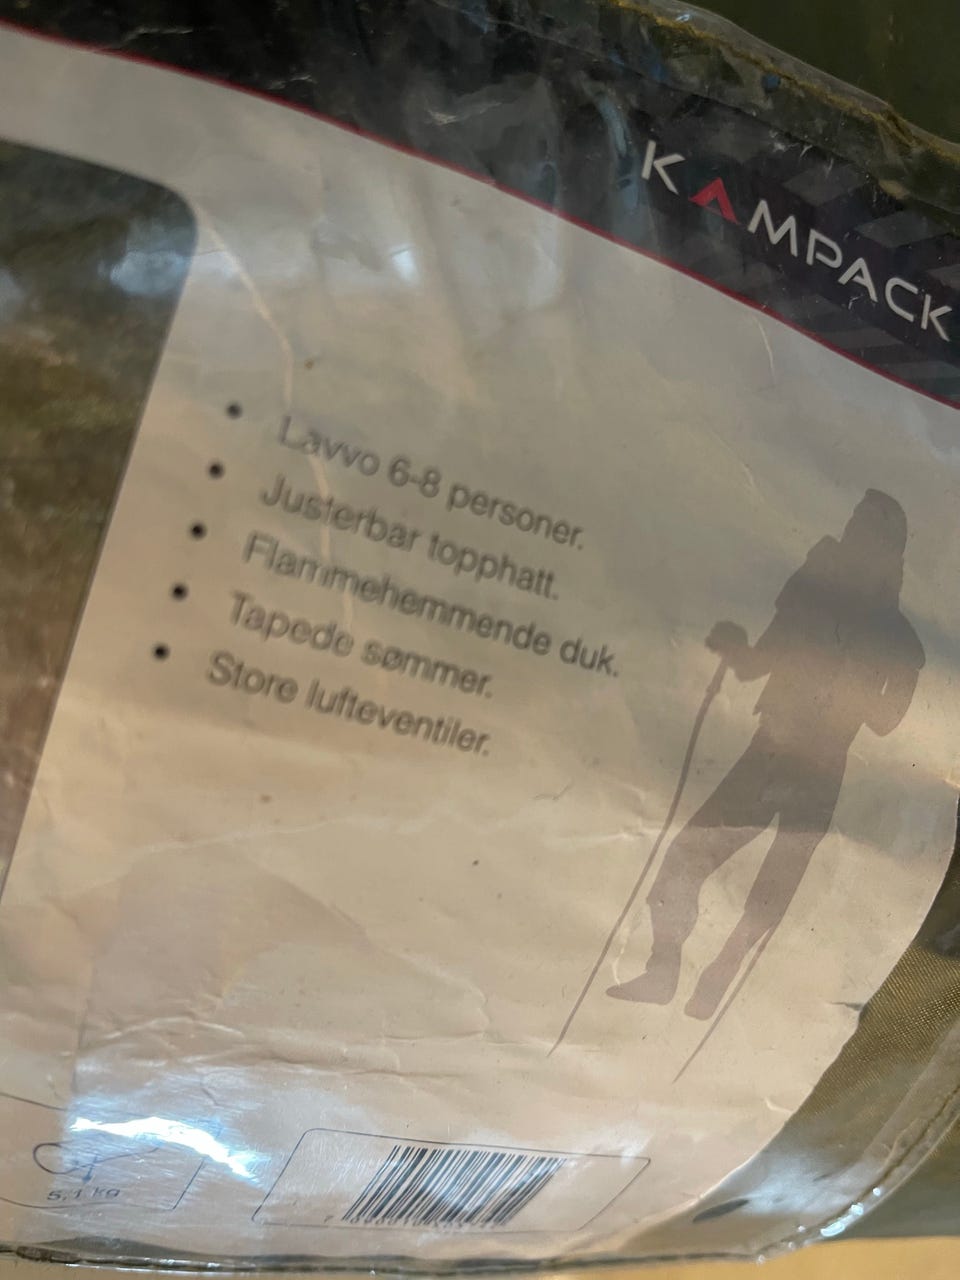 KAMPACK
• Lavvo 6-8 personer.
• Justerbar topphatt.
• Flammehemmende duk.
• Tapede sømmer.
• Store lufteventiler.
5,1 kg